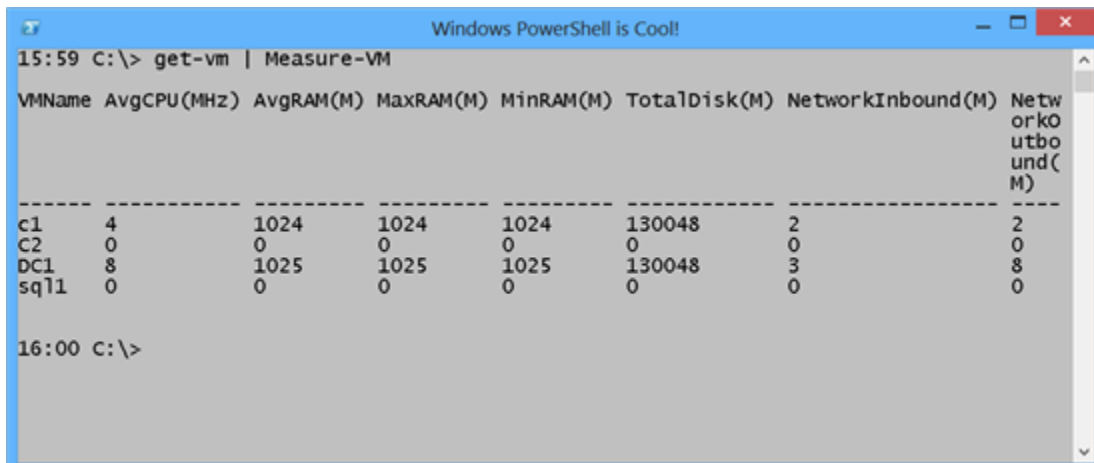 Windows PowerShell is Cool!
15:59 C:\> get-vm | Measure-VM
VMName AvgCPU(MHz) AvgRAM(M) MaxRAM(M) MinRAM(M) TotalDisk(M) NetworkInbound(M) Netw
orkO
utbo
und(
M)
------ ----------- --------- --------- --------- ------------ ----------------- ----
c1 4 1024 1024 1024 130048 2 2
C2 0 0 0 0 0 0 0
DC1 8 1025 1025 1025 130048 3 8
sql1 0 0 0 0 0 0 0
16:00 C:\>